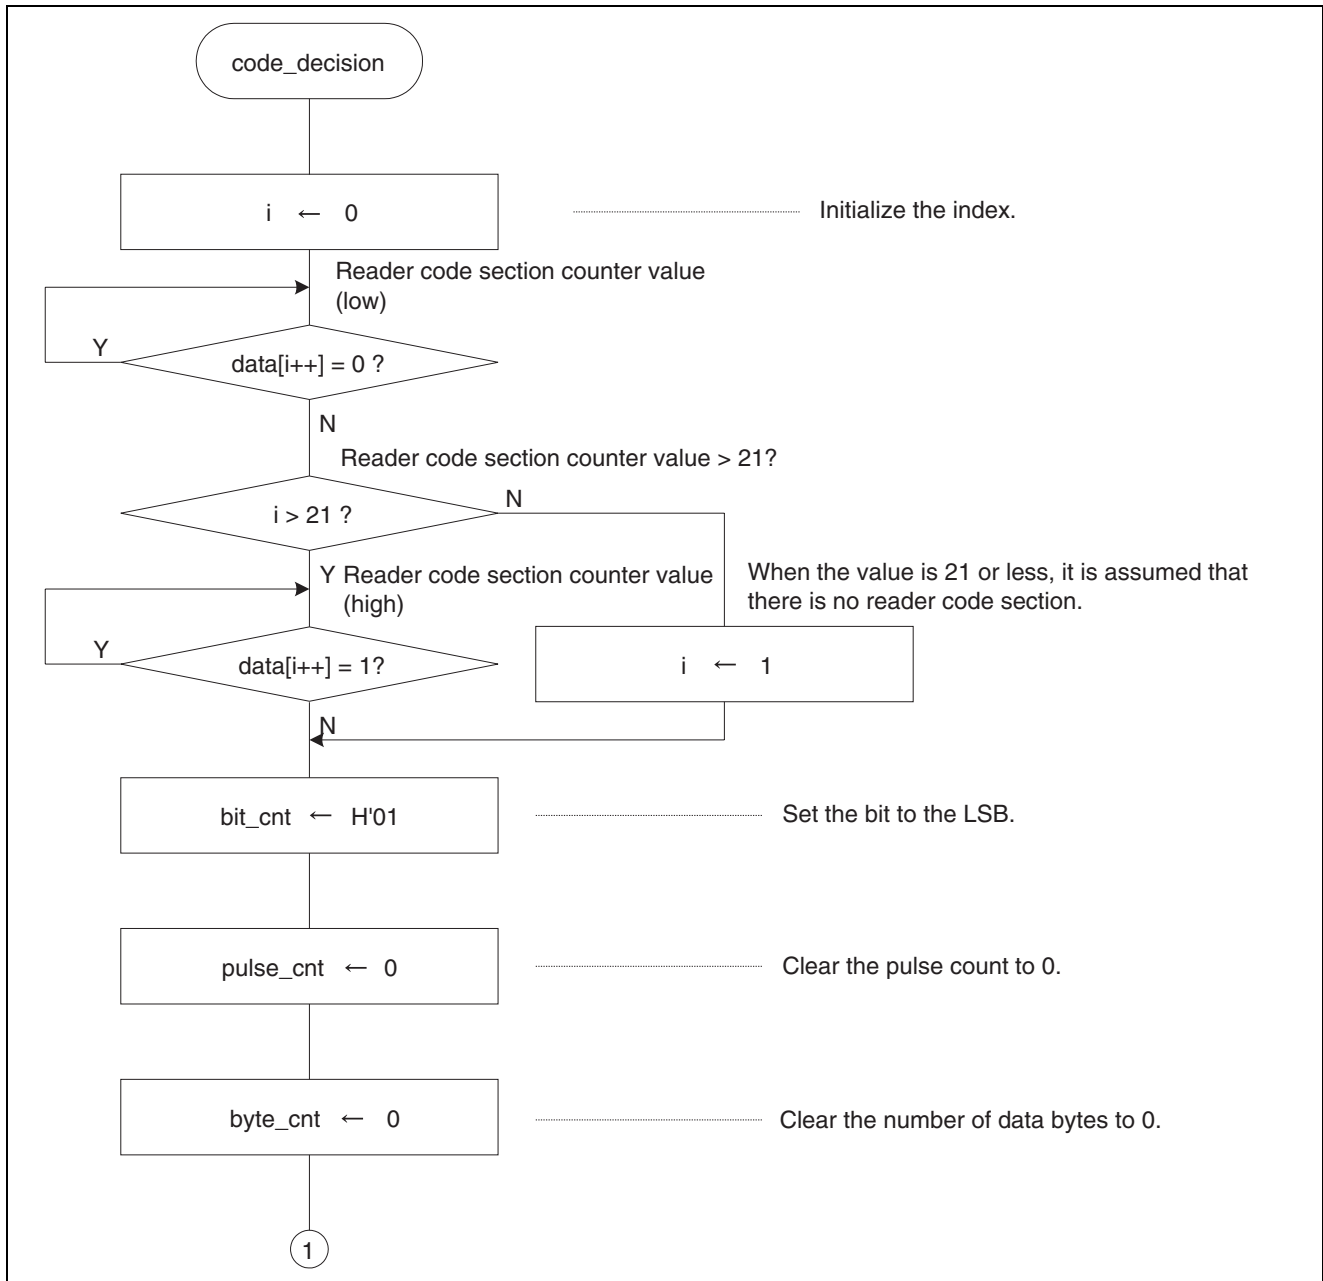 code_decision
i ← 0
Initialize the index.
Reader code section counter value
(low)
Y
data[i++] = 0 ?
N
Reader code section counter value > 21?
N
i > 21 ?
Y Reader code section counter value
(high)
When the value is 21 or less, it is assumed that
there is no reader code section.
Y
data[i++] = 1?
i ← 1
N
bit_cnt ← H'01
Set the bit to the LSB.
pulse_cnt ← 0
Clear the pulse count to 0.
byte_cnt ← 0
Clear the number of data bytes to 0.
1